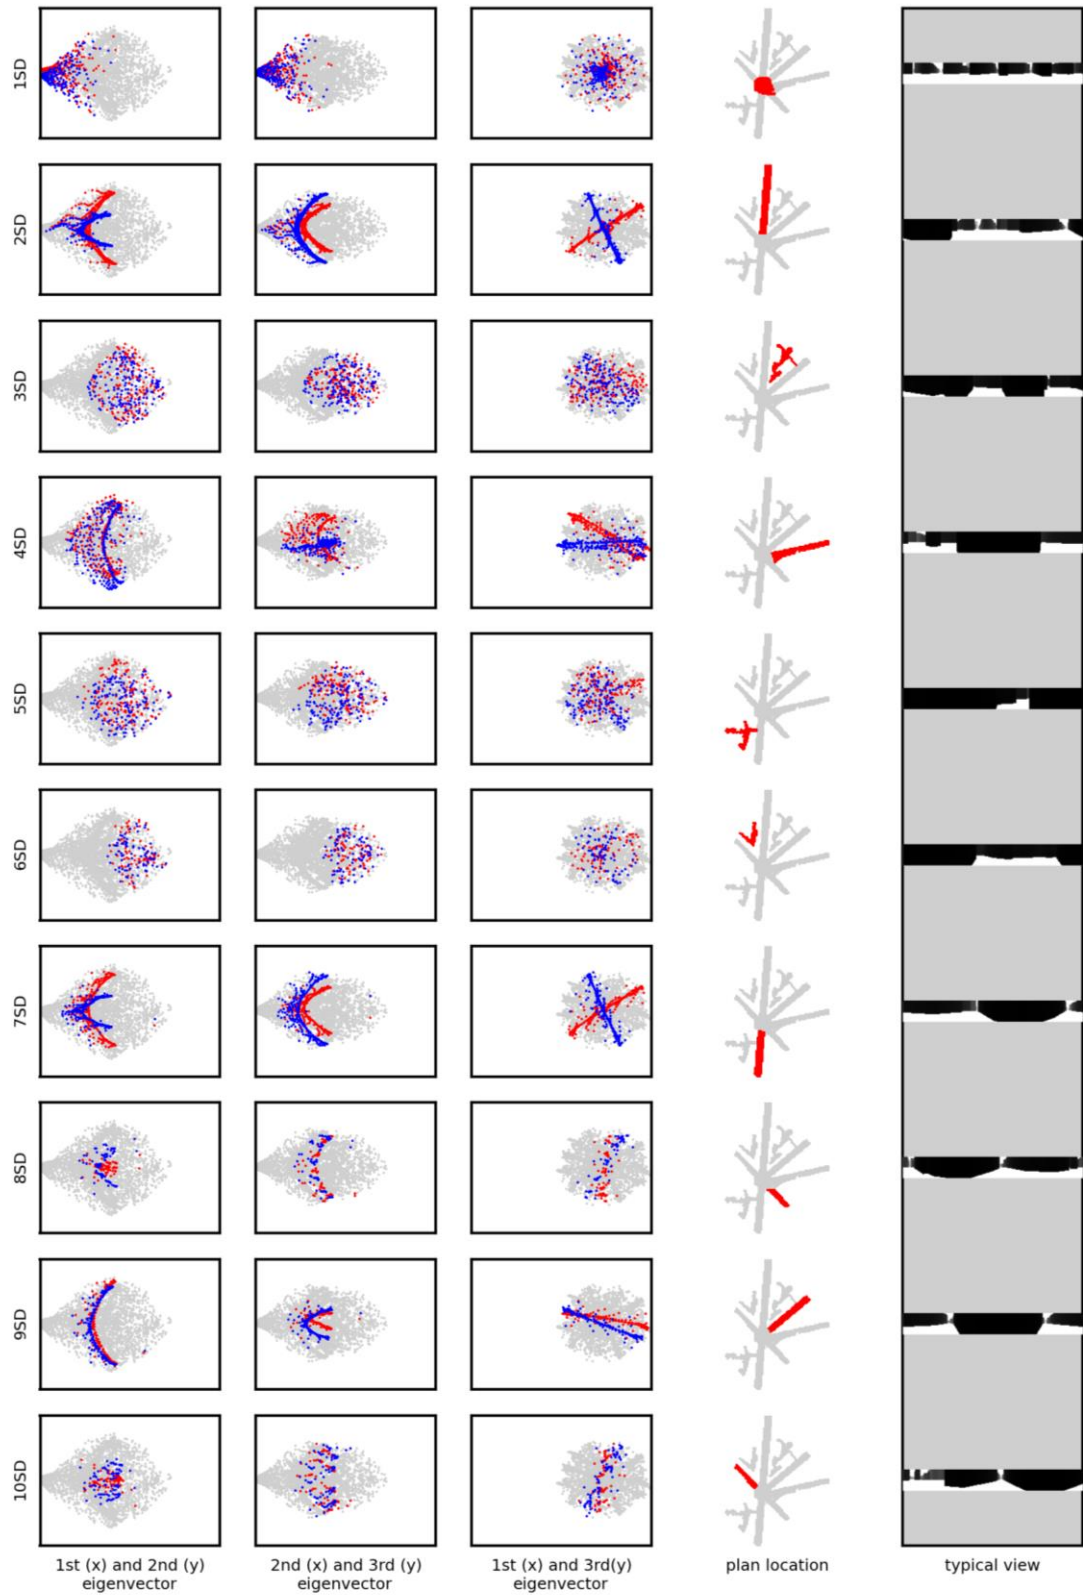 1SD
2SD
3SD
4SD
5SD
6SD
7SD
8SD
9SD
10SD
1st (x) and 2nd (y)
eigenvector
2nd (x) and 3rd (y)
eigenvector
1st (x) and 3rd(y)
eigenvector
plan location
typical view